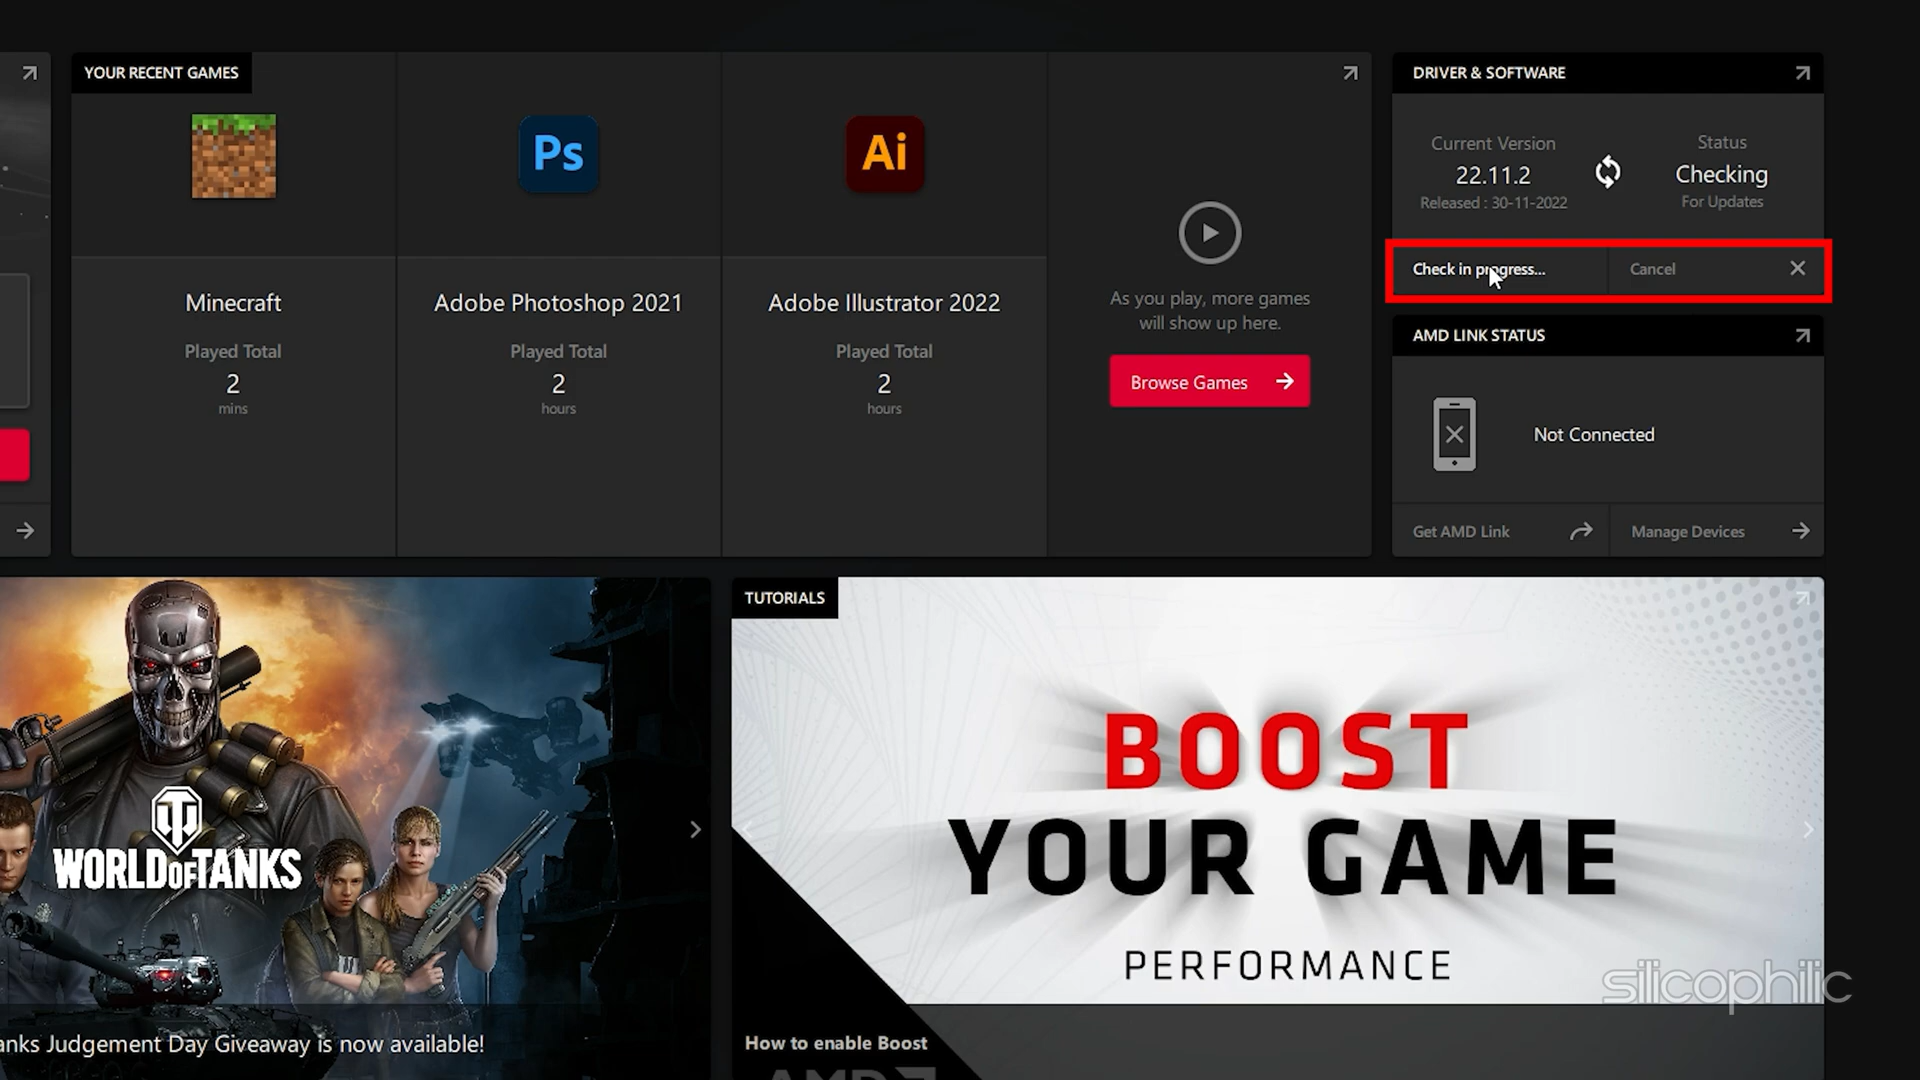 YOUR RECENT GAMES
Ps
Ai
Minecraft
Played Total
2
mins
Adobe Photoshop 2021
Played Total
2
hours
Adobe Illustrator 2022
Played Total
2
hours
As you play, more games
will show up here.
Browse Games
DRIVER & SOFTWARE
Current Version
22.11.2
Released : 30-11-2022
Status
Checking
For Updates
Check in progress...
Cancel
AMD LINK STATUS
Not Connected
Get AMD Link
Manage Devices
WORLD OF TANKS
anks Judgement Day Giveaway is now available!
TUTORIALS
BOOST
YOUR GAME
PERFORMANCE
How to enable Boost
AMD
silicophilic